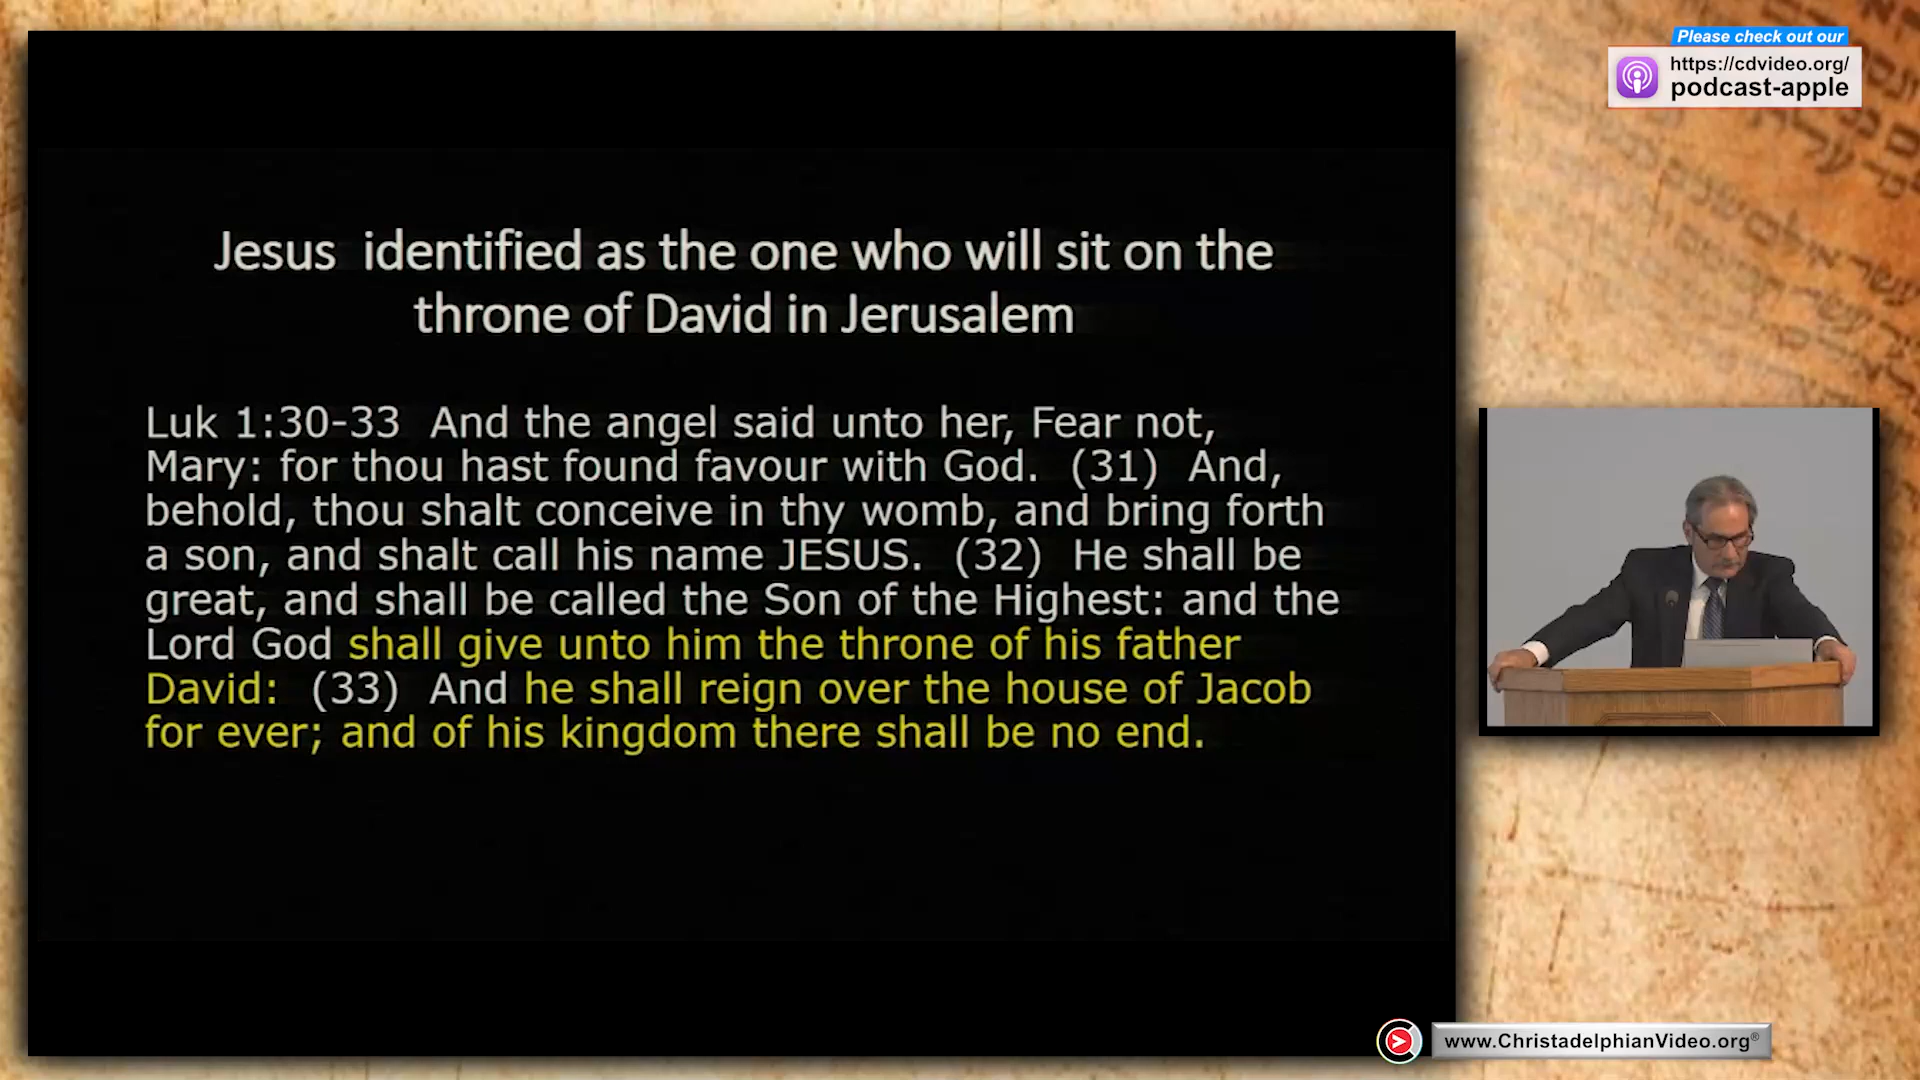 Please check out our
https://cdvideo.org/
podcast-apple
Jesus  identified as the one who will sit on the
throne of David in Jerusalem
Luk 1:30-33  And the angel said unto her, Fear not,
Mary: for thou hast found favour with God.  (31)  And,
behold, thou shalt conceive in thy womb, and bring forth
a son, and shalt call his name JESUS.  (32)  He shall be
great, and shall be called the Son of the Highest: and the
Lord God shall give unto him the throne of his father
David:  (33)  And he shall reign over the house of Jacob
for ever; and of his kingdom there shall be no end.
www.ChristadelphianVideo.org®